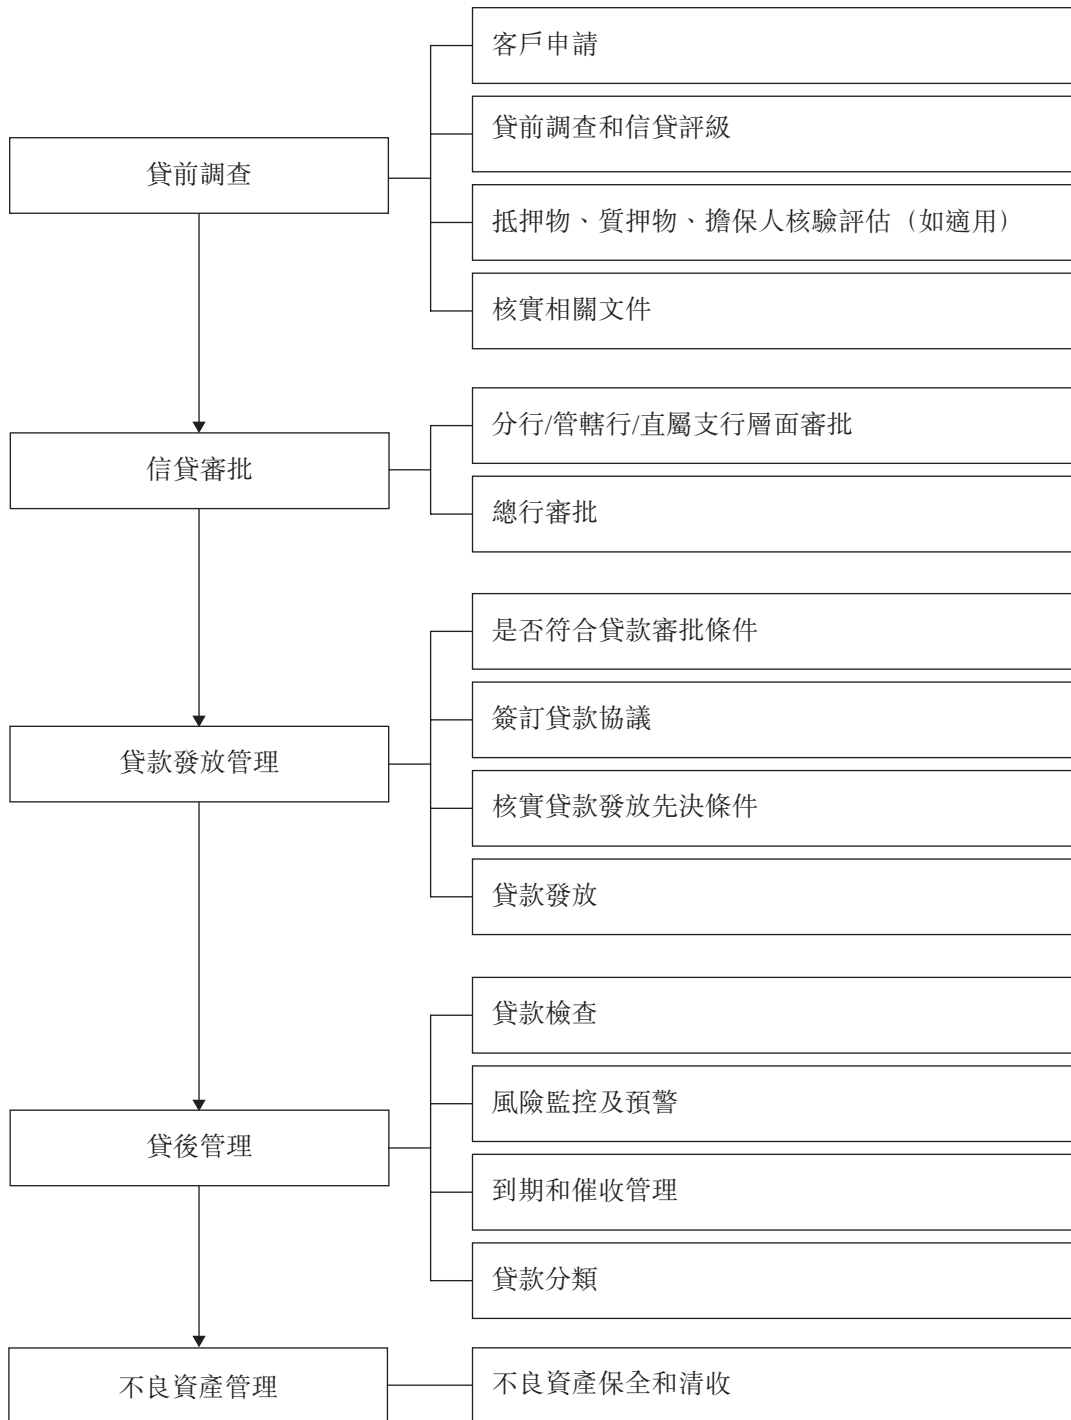 貸前調查
客戶申請
貸前調查和信貸評級
抵押物、質押物、擔保人核驗評估（如適用）
核實相關文件
信貸審批
分行/管轄行/直屬支行層面審批
總行審批
貸款發放管理
是否符合貸款審批條件
簽訂貸款協議
核實貸款發放先決條件
貸款發放
貸後管理
貸款檢查
風險監控及預警
到期和催收管理
貸款分類
不良資產管理
不良資產保全和清收